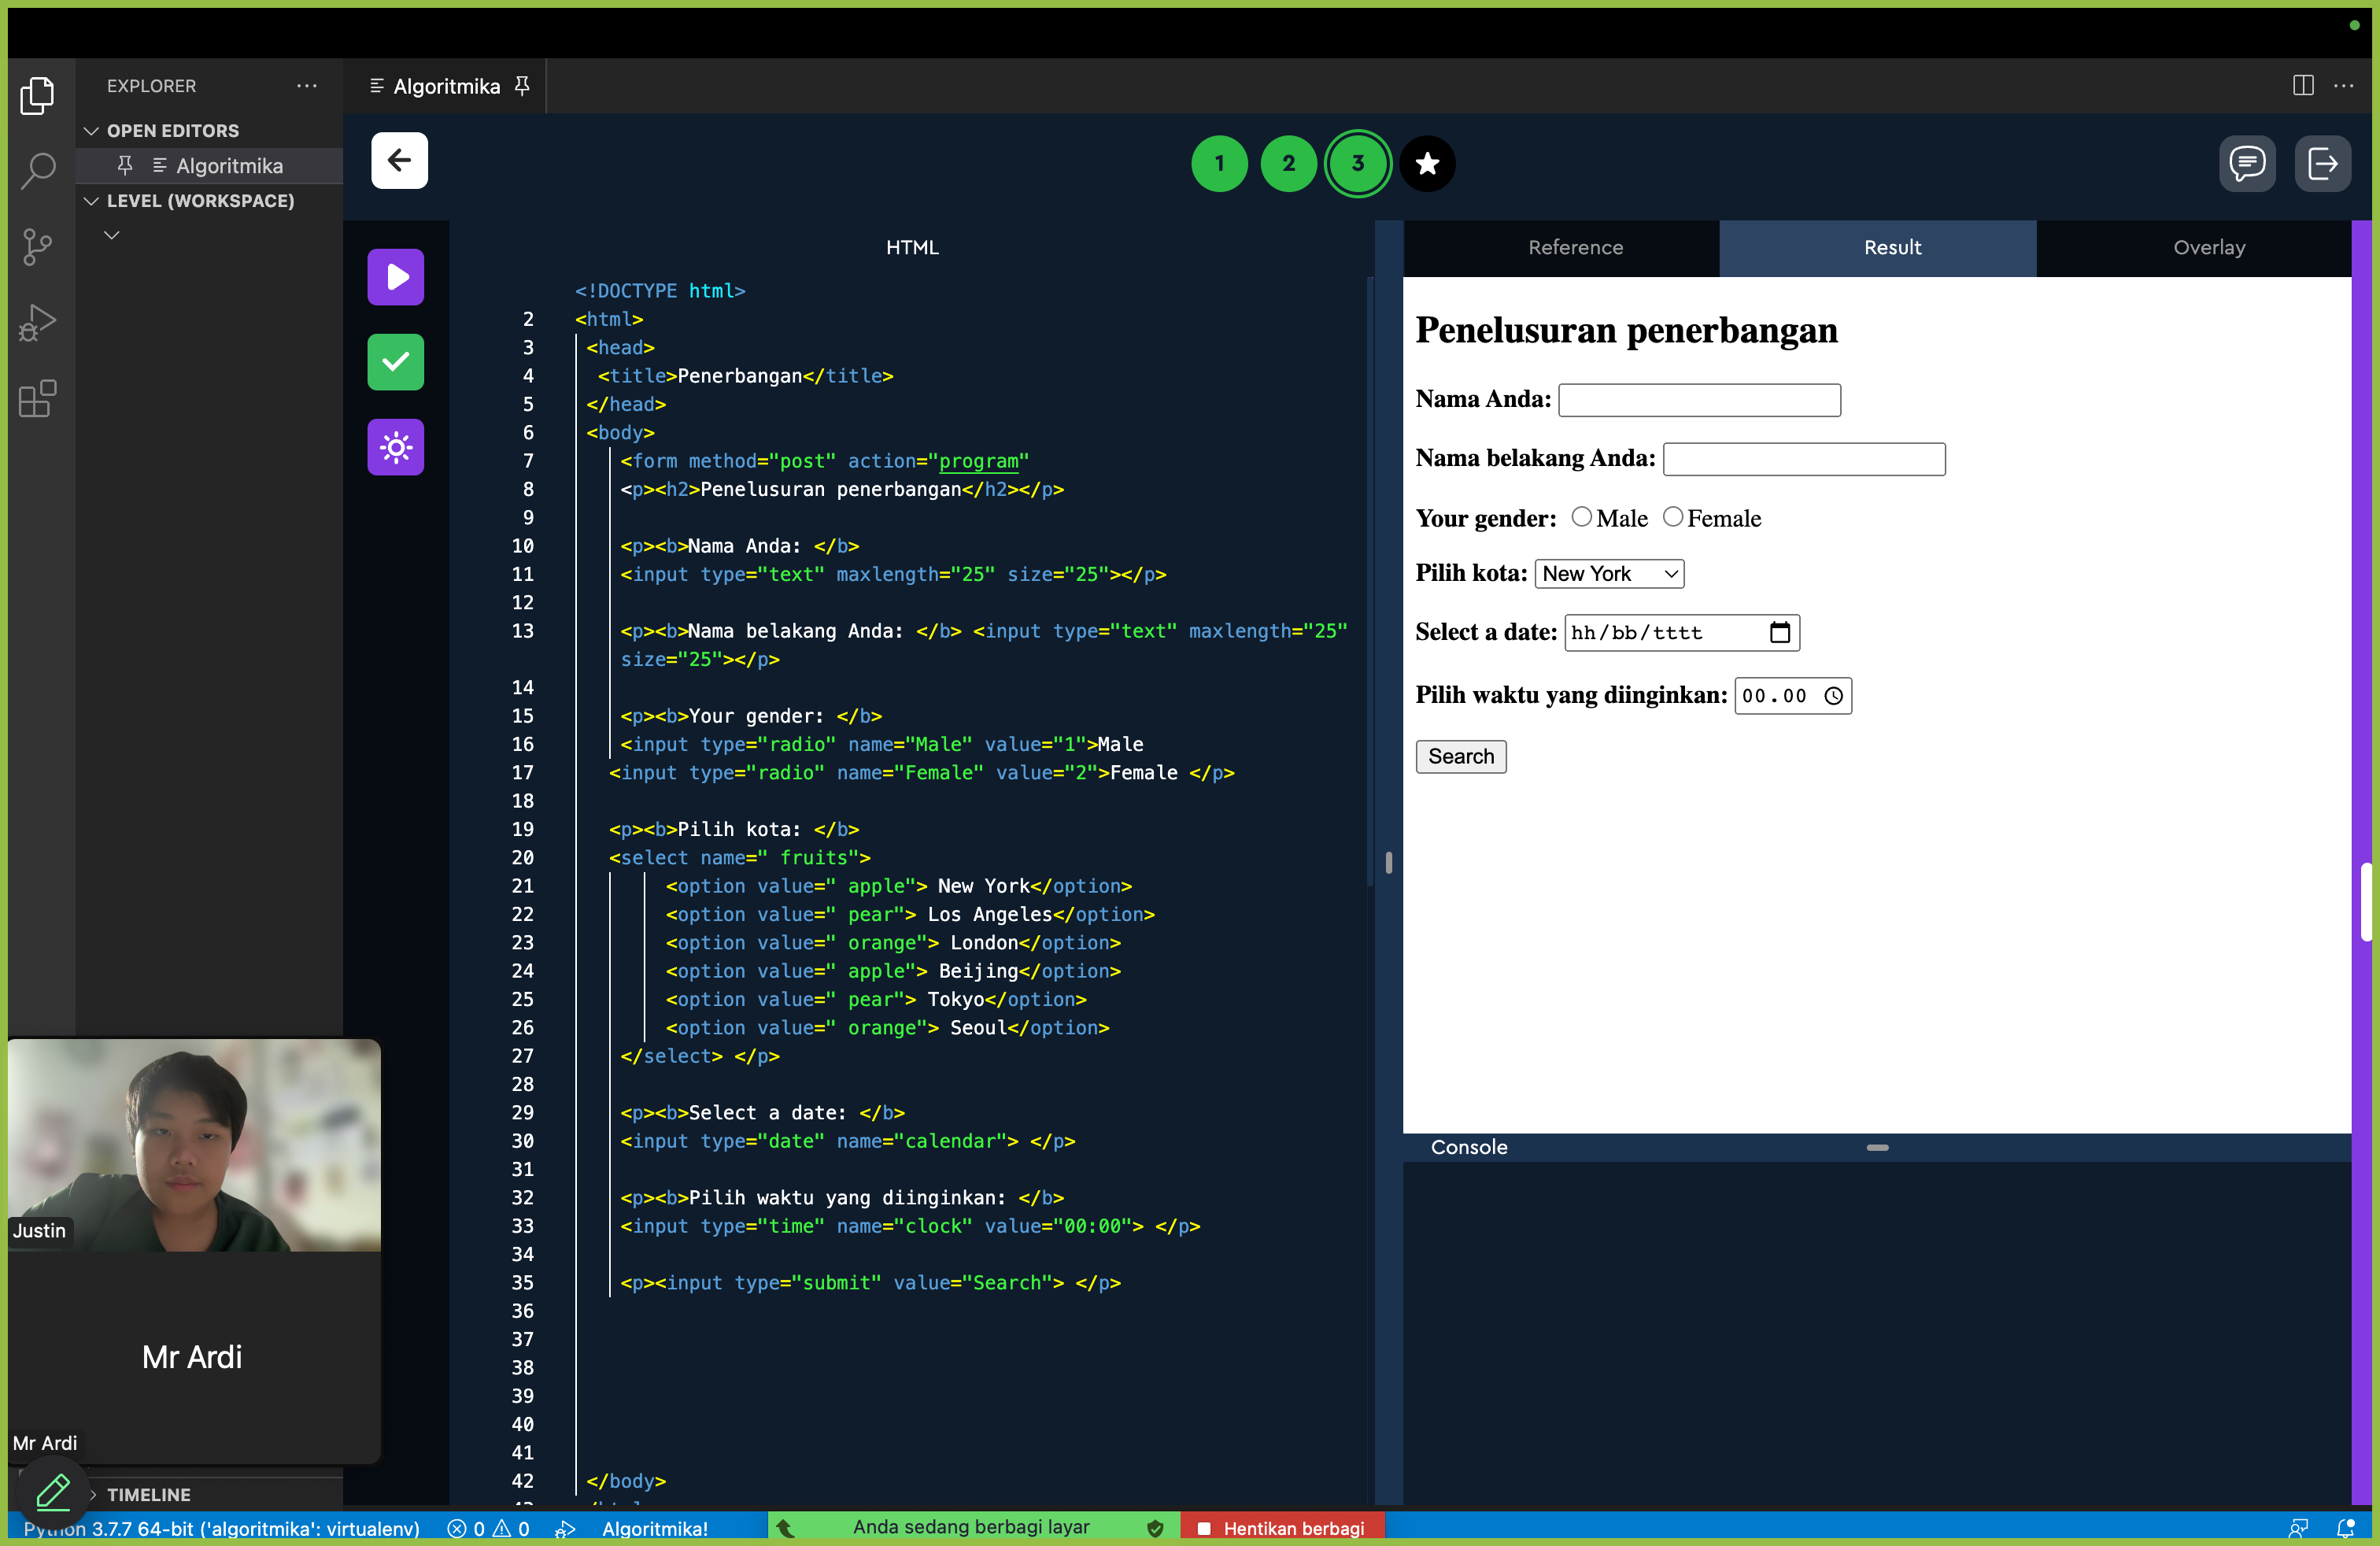 EXPLORER
OPEN EDITORS
Algoritmika
LEVEL (WORKSPACE)
Algoritmika
1
2
3
HTML
<!DOCTYPE html>
2 <html>
3 <head>
4 <title>Penerbangan</title>
5 </head>
6 <body>
7 <form method="post" action="program"
8 <p><h2>Penelusuran penerbangan</h2></p>
9
10 <p><b>Nama Anda: </b>
11 <input type="text" maxlength="25" size="25"></p>
12
13 <p><b>Nama belakang Anda: </b> <input type="text" maxlength="25"
size="25"></p>
14
15 <p><b>Your gender: </b>
16 <input type="radio" name="Male" value="1">Male
17 <input type="radio" name="Female" value="2">Female </p>
18
19 <p><b>Pilih kota: </b>
20 <select name=" fruits">
21 <option value=" apple"> New York</option>
22 <option value=" pear"> Los Angeles</option>
23 <option value=" orange"> London</option>
24 <option value=" apple"> Beijing</option>
25 <option value=" pear"> Tokyo</option>
26 <option value=" orange"> Seoul</option>
27 </select> </p>
28
29 <p><b>Select a date: </b>
30 <input type="date" name="calendar"> </p>
31
32 <p><b>Pilih waktu yang diinginkan: </b>
33 <input type="time" name="clock" value="00:00"> </p>
34
35 <p><input type="submit" value="Search"> </p>
36
37
38
39
40
41
42 </body>
Reference
Result
Overlay
Penelusuran penerbangan
Nama Anda:
Nama belakang Anda:
Your gender: Male Female
Pilih kota: New York
Select a date: hh/bb/tttt
Pilih waktu yang diinginkan: 00.00
Search
Console
Justin
Mr Ardi
Mr Ardi
TIMELINE
Python 3.7.7 64-bit ('algoritmika': virtualenv)
0
0
Algoritmika!
Anda sedang berbagi layar
Hentikan berbagi